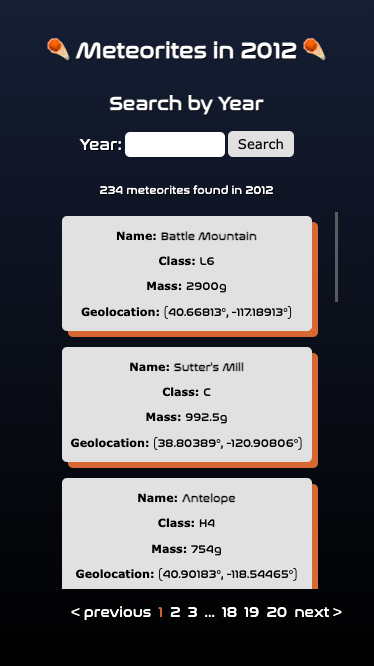 Meteorites in 2012
Search by Year
Year: Search
234 meteorites found in 2012
Name: Battle Mountain
Class: L6
Mass: 2900g
Geolocation: (40.66813°, -117.18913°)
Name: Sutter's Mill
Class: C
Mass: 992.5g
Geolocation: (38.80389°, -120.90806°)
Name: Antelope
Class: H4
Mass: 754g
Geolocation: (40.90183°, -118.54465°)
< previous 1 2 3 ... 18 19 20 next >